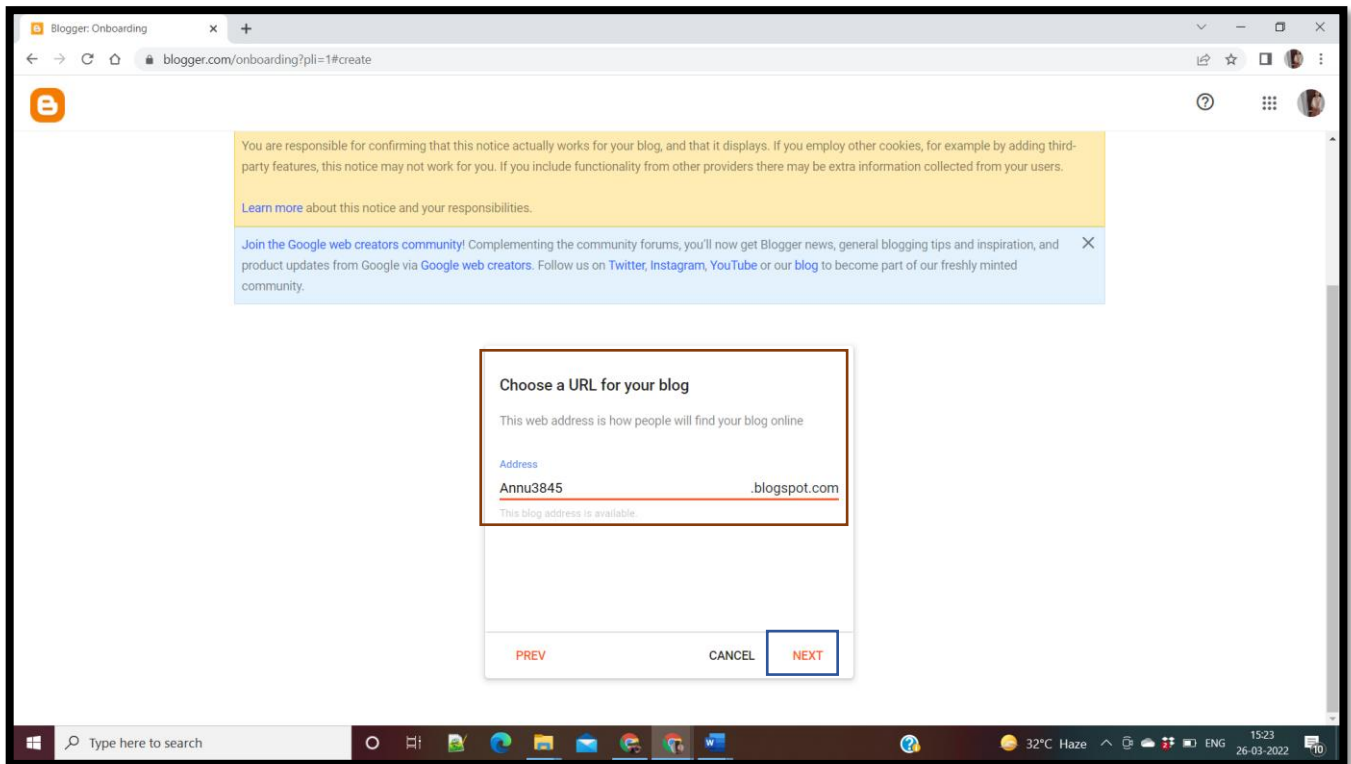 Blogger: Onboarding
blogger.com/onboarding?pli=1#create
You are responsible for confirming that this notice actually works for your blog, and that it displays. If you employ other cookies, for example by adding third-
party features, this notice may not work for you. If you include functionality from other providers there may be extra information collected from your users.
Learn more about this notice and your responsibilities.
Join the Google web creators community! Complementing the community forums, you'll now get Blogger news, general blogging tips and inspiration, and
product updates from Google via Google web creators. Follow us on Twitter, Instagram, YouTube or our blog to become part of our freshly minted
community.
Choose a URL for your blog
This web address is how people will find your blog online
Address
Annu3845 .blogspot.com
This blog address is available.
PREV CANCEL NEXT
Type here to search 32°C Haze ENG 15:23
26-03-2022 10